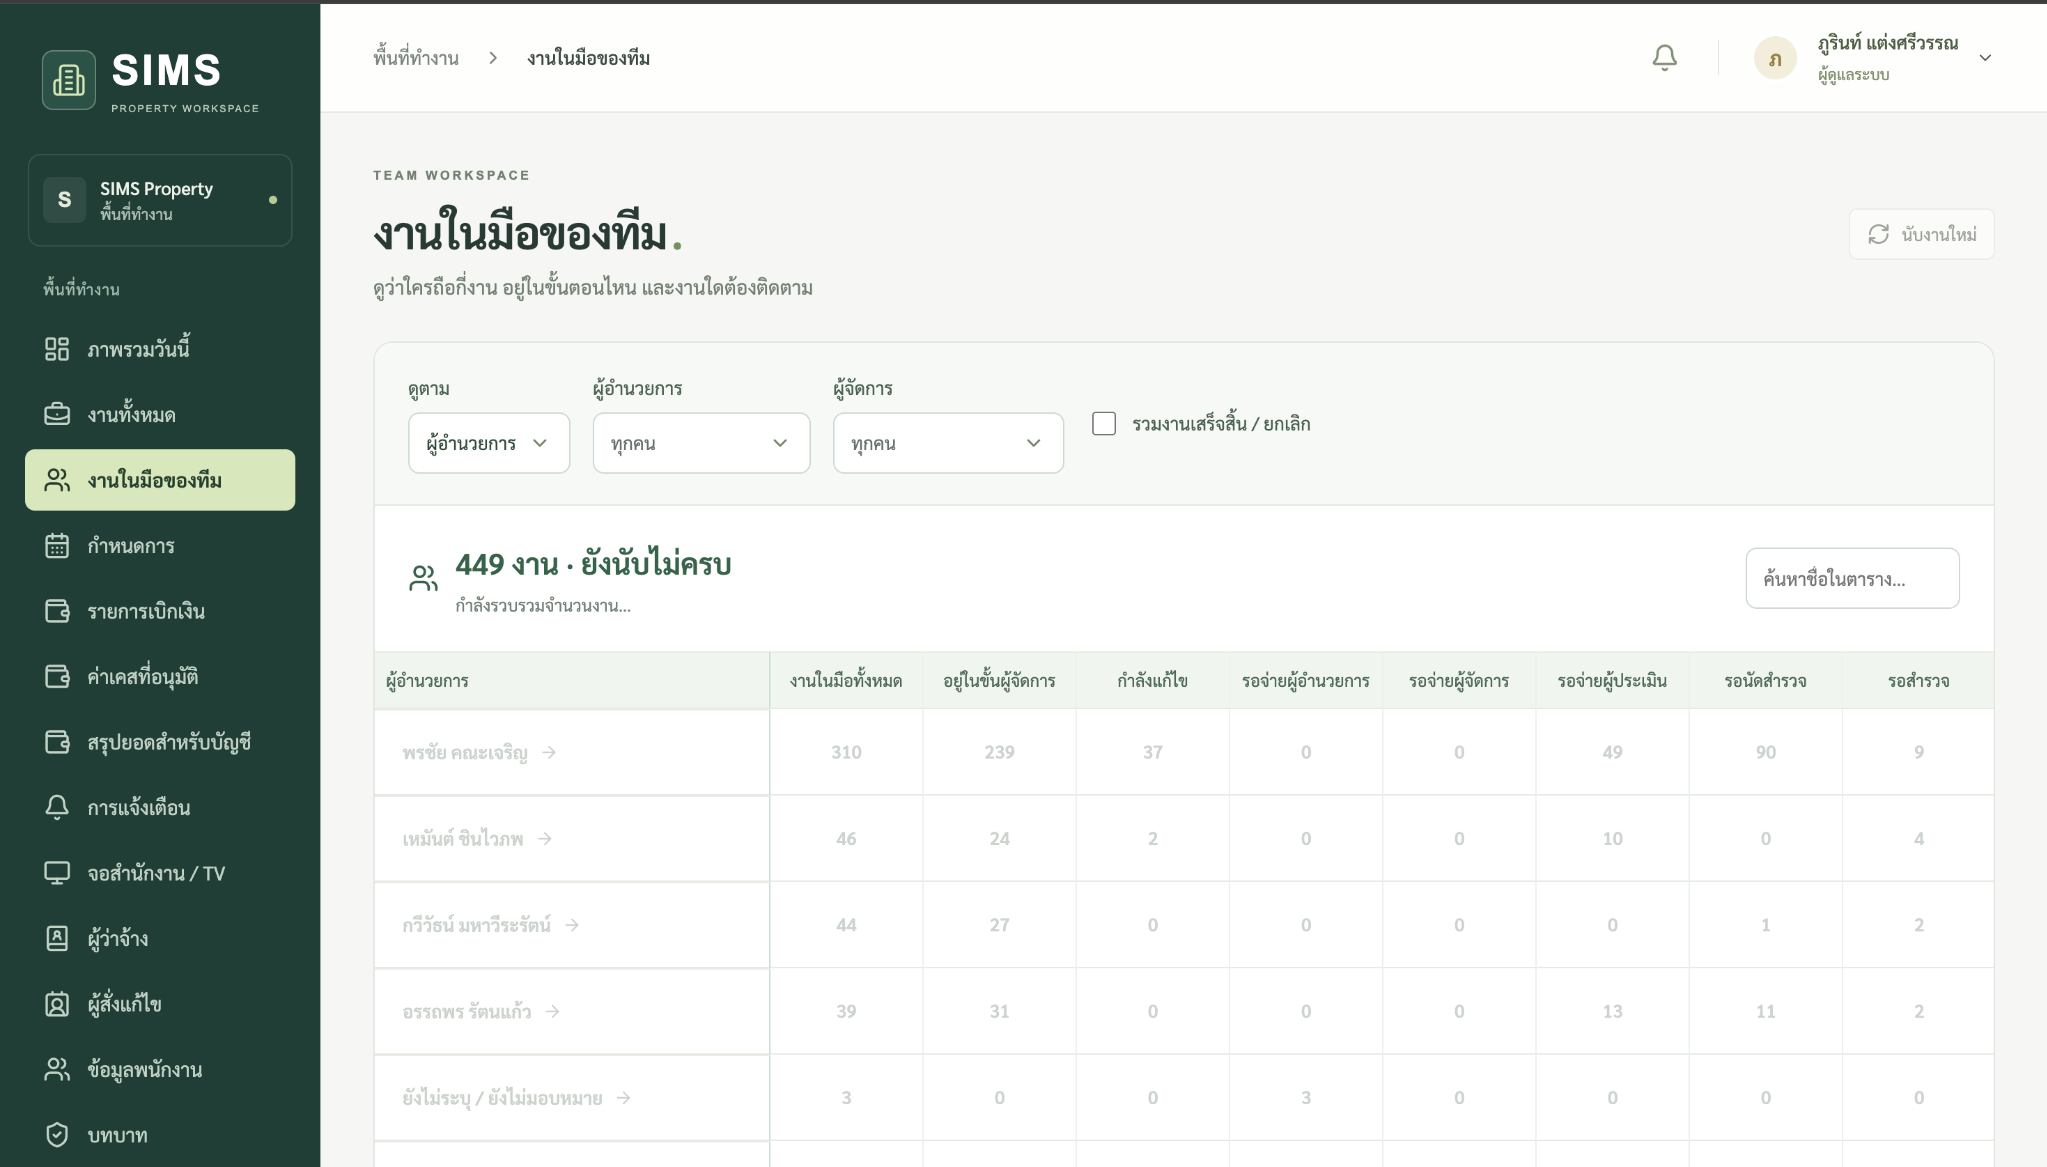 SIMS
PROPERTY WORKSPACE
S
SIMS Property
พื้นที่ทำงาน
พื้นที่ทำงาน
ภาพรวมวันนี้
งานทั้งหมด
งานในมือของทีม
กำหนดการ
รายการเบิกเงิน
ค่าเคสที่อนุมัติ
สรุปยอดสำหรับบัญชี
การแจ้งเตือน
จอสำนักงาน / TV
ผู้ว่าจ้าง
ผู้สั่งแก้ไข
ข้อมูลพนักงาน
บทบาท
พื้นที่ทำงาน > งานในมือของทีม
ภ
ภูรินท์ แต่งศรีวรรณ
ผู้ดูแลระบบ
TEAM WORKSPACE
งานในมือของทีม.
ดูว่าใครถือกี่งาน อยู่ในขั้นตอนไหน และงานใดต้องติดตาม
นับงานใหม่
ดูตาม ผู้อำนวยการ ผู้จัดการ
ผู้อำนวยการ ทุกคน ทุกคน
รวมงานเสร็จสิ้น / ยกเลิก
449 งาน · ยังนับไม่ครบ
กำลังรวบรวมจำนวนงาน...
ค้นหาชื่อในตาราง...
ผู้อำนวยการ งานในมือทั้งหมด อยู่ในขั้นผู้จัดการ กำลังแก้ไข รอจ่ายผู้อำนวยการ รอจ่ายผู้จัดการ รอจ่ายผู้ประเมิน รอนัดสำรวจ รอสำรวจ
พรชัย คณะเจริญ → 310 239 37 0 0 49 90 9
เหมันต์ ชินไวภพ → 46 24 2 0 0 10 0 4
กวีวัธน์ มหาวีระรัตน์ → 44 27 0 0 0 0 1 2
อรรถพร รัตนแก้ว → 39 31 0 0 0 13 11 2
ยังไม่ระบุ / ยังไม่มอบหมาย → 3 0 0 3 0 0 0 0